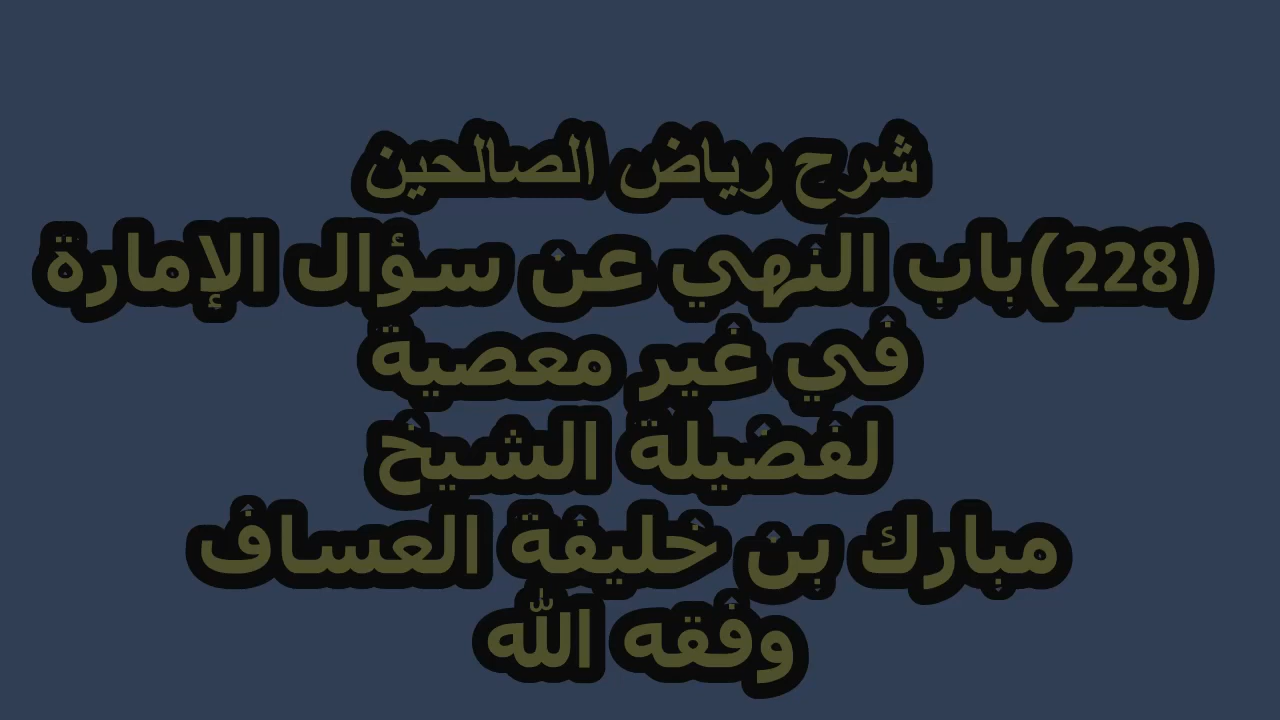 شرح رياض الصالحين
(228)باب النهي عن سؤال الإمارة
في غير معصية
لفضيلة الشيخ
مبارك بن خليفة العساف
وفقه الله